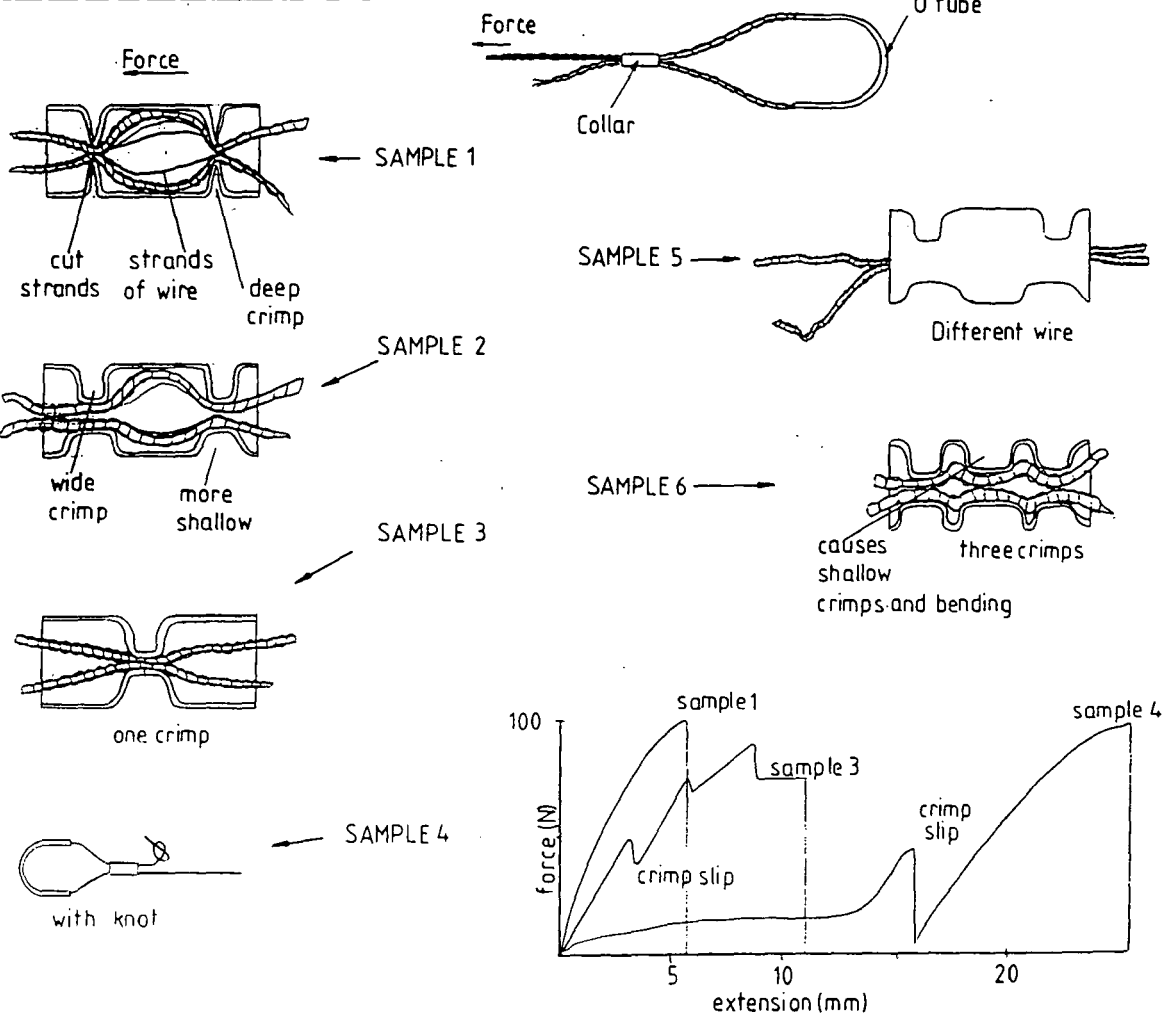 Force
Force
U tube
Collar
SAMPLE 1
cut
strands
strands
of wire
deep
crimp
SAMPLE 5
Different wire
SAMPLE 2
wide
crimp
more
shallow
SAMPLE 6
causes
shallow
crimps and bending
three crimps
SAMPLE 3
one crimp
SAMPLE 4
with knot
100
sample 1
sample 3
sample 4
crimp
slip
crimp slip
force (N)
5
10
20
extension (mm)